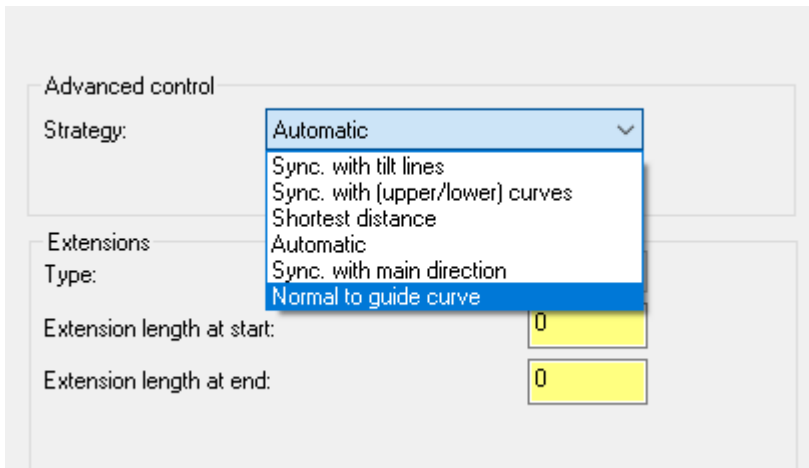 Advanced control
Strategy:
Automatic
Sync. with tilt lines
Sync. with (upper/lower) curves
Shortest distance
Automatic
Sync. with main direction
Normal to guide curve
Extensions
Type:
Extension length at start:
0
Extension length at end:
0